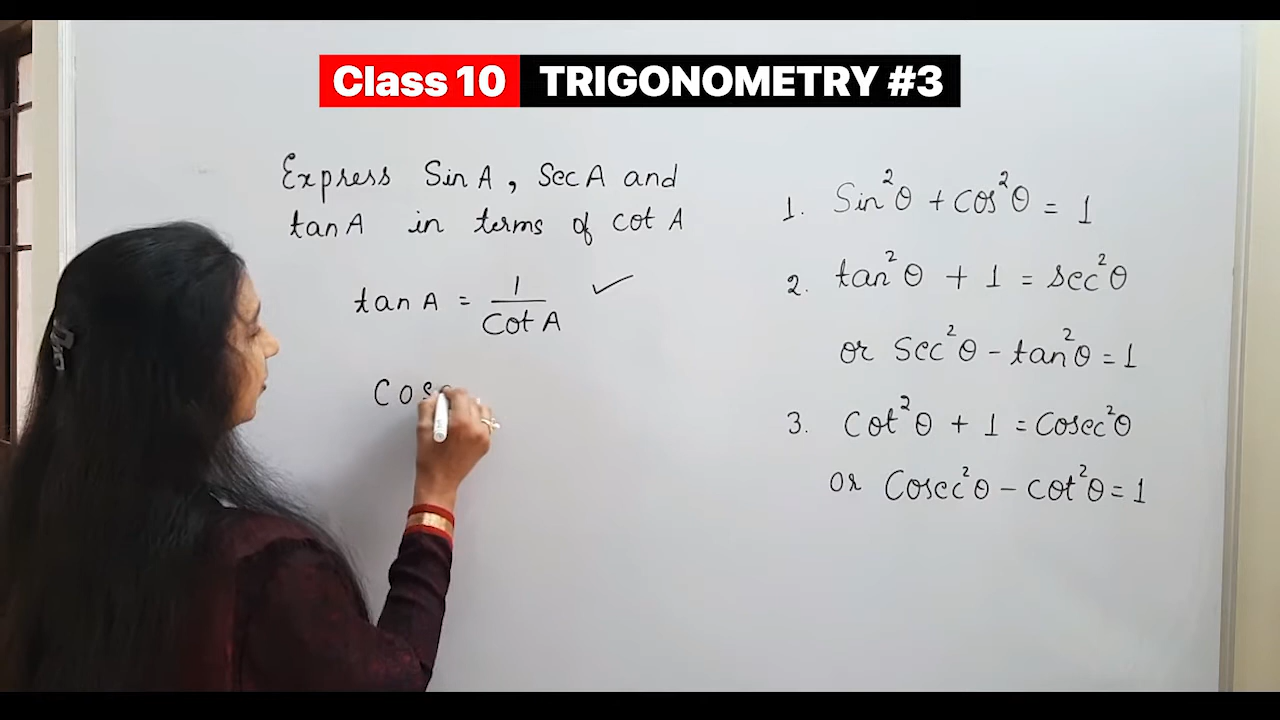 Class 10 TRIGONOMETRY #3
Express Sin A, Sec A and
tan A in terms of cot A
tan A = 1/Cot A ✓
Cose
1. Sin²θ + cos²θ = 1
2. tan²θ + 1 = sec²θ
or sec²θ - tan²θ = 1
3. Cot²θ + 1 = Cosec²θ
or Cosec²θ - cot²θ = 1